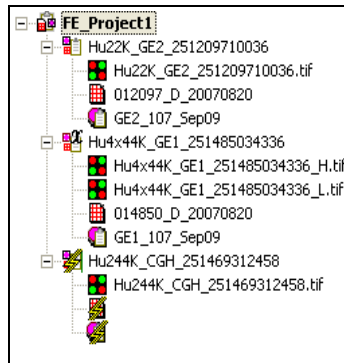 FE_Project1
Hu22K_GE2_251209710036
Hu22K_GE2_251209710036.tif
012097_D_20070820
GE2_107_Sep09
Hu4x44K_GE1_251485034336
Hu4x44K_GE1_251485034336_H.tif
Hu4x44K_GE1_251485034336_L.tif
014850_D_20070820
GE1_107_Sep09
Hu244K_CGH_251469312458
Hu244K_CGH_251469312458.tif